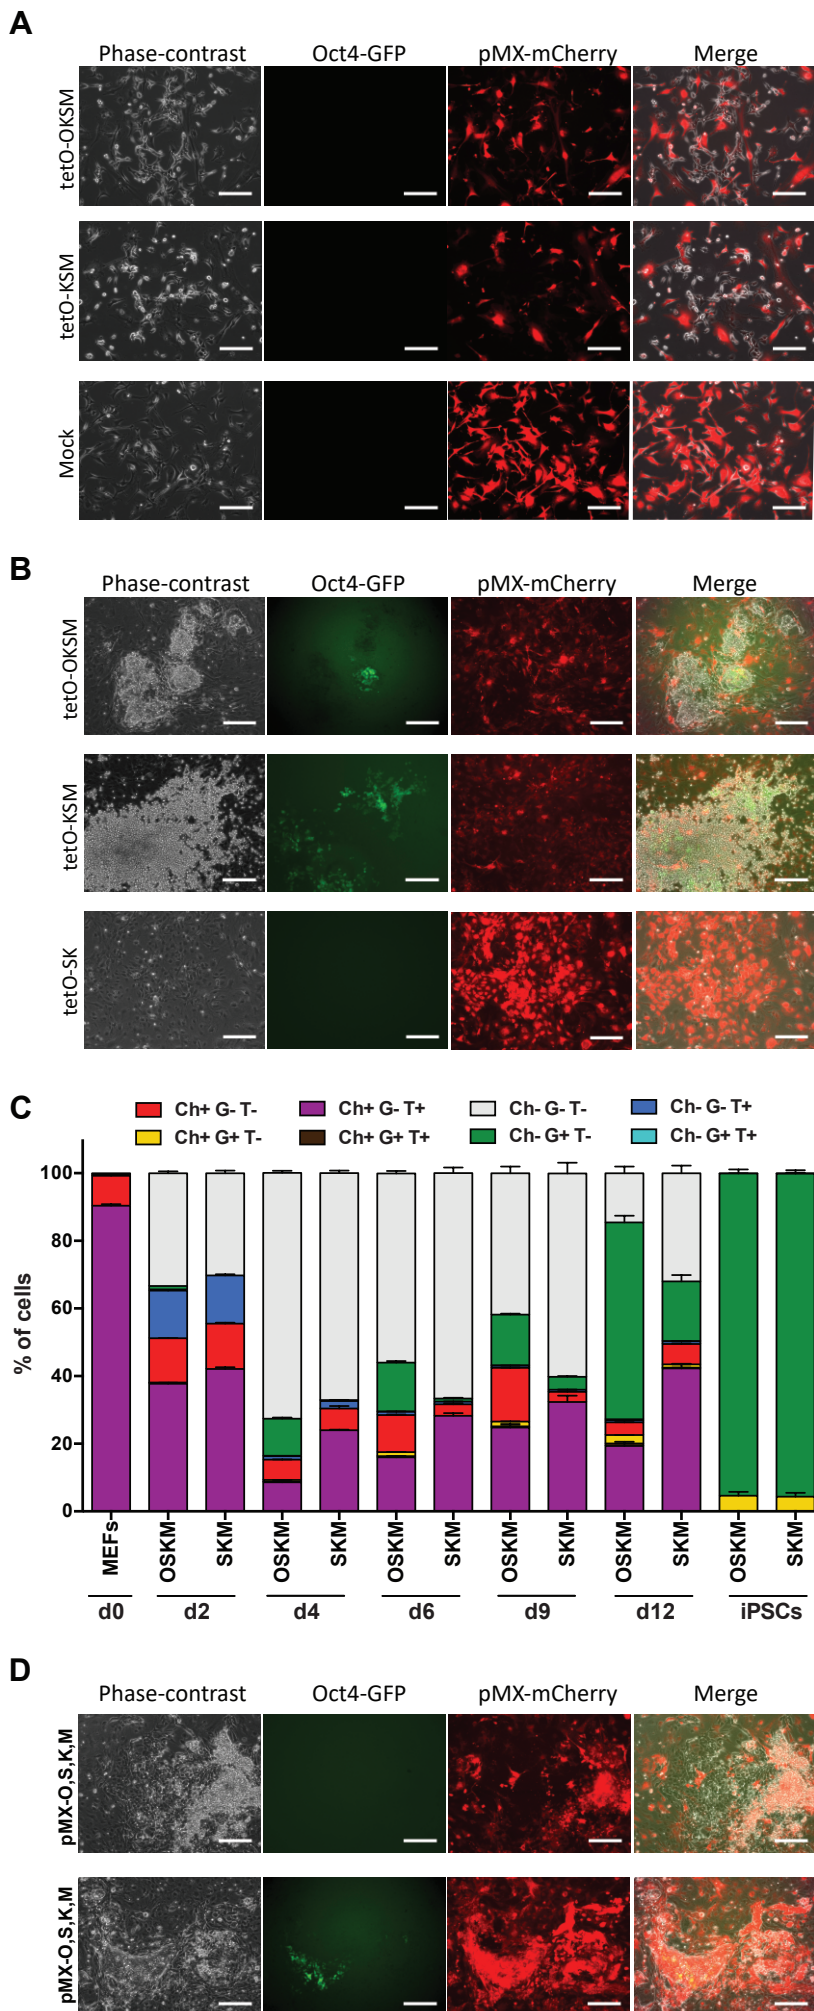 A
Phase-contrast Oct4-GFP pMX-mCherry Merge
tetO-OKSM
tetO-KSM
Mock
B
Phase-contrast Oct4-GFP pMX-mCherry Merge
tetO-OKSM
tetO-KSM
tetO-SK
C
Ch+ G- T- Ch+ G- T+ Ch- G- T- Ch- G- T+
Ch+ G+ T- Ch+ G+ T+ Ch- G+ T- Ch- G+ T+
% of cells
100
80
60
40
20
0
MEFs OSKM SKM OSKM SKM OSKM SKM OSKM SKM OSKM SKM OSKM SKM
d0 d2 d4 d6 d9 d12 iPSCs
D
Phase-contrast Oct4-GFP pMX-mCherry Merge
pMX-O,S,K,M
pMX-O,S,K,M